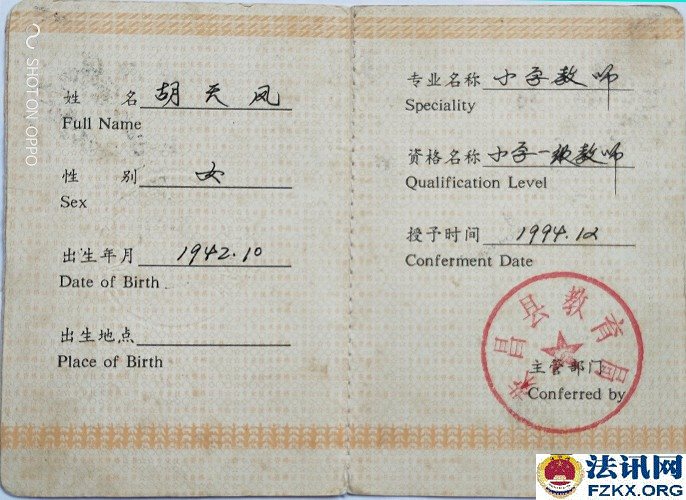 姓 名 胡天凤
Full Name
性 别 女
Sex
出生年月 1942.10
Date of Birth
出生地点
Place of Birth
专业名称 小学教师
Speciality
资格名称 小学一级教师
Qualification Level
授予时间 1994.12
Conferment Date
昌县教育局
主管部门
Conferred by
SHOT ON OPPO
法讯网
FZKX.ORG